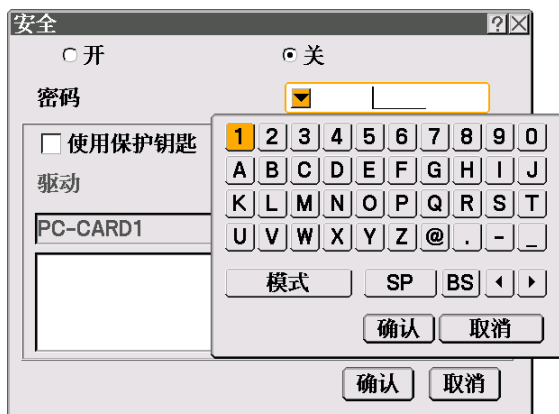 安全 ?
开 关
密码
使用保护钥匙
驱动
PC-CARD1
1 2 3 4 5 6 7 8 9 0
A B C D E F G H I J
K L M N O P Q R S T
U V W X Y Z @ . - _
模式 SP BS
确认 取消
确认 取消